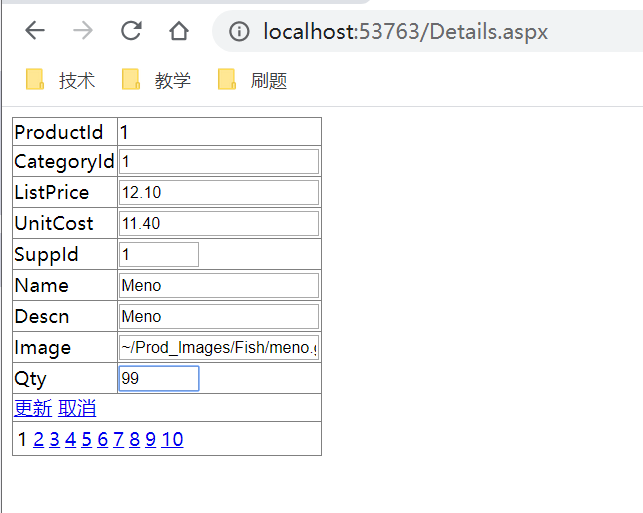 localhost:53763/Details.aspx
技术 教学 刷题
ProductId 1
CategoryId 1
ListPrice 12.10
UnitCost 11.40
SuppId 1
Name Meno
Descn Meno
Image ~/Prod_Images/Fish/meno.g
Qty 99
更新 取消
1 2 3 4 5 6 7 8 9 10